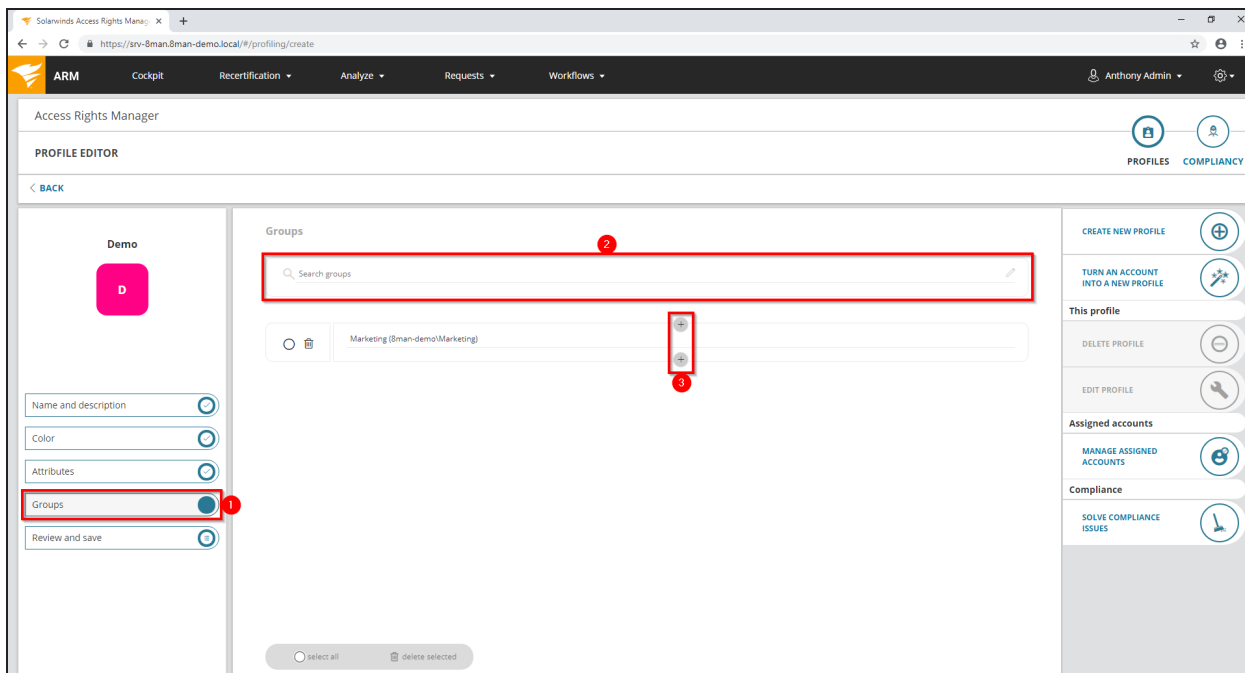 Solarwinds Access Rights Manag
https://srv-8man.8man-demo.local/#/profiling/create
ARM Cockpit Recertification Analyze Requests Workflows Anthony Admin
Access Rights Manager
PROFILE EDITOR
PROFILES COMPLIANCY
< BACK
Demo
D
Name and description
Color
Attributes
Groups 1
Review and save
Groups
2
Search groups
Marketing (8man-demo\Marketing)
3
select all delete selected
CREATE NEW PROFILE
TURN AN ACCOUNT
INTO A NEW PROFILE
This profile
DELETE PROFILE
EDIT PROFILE
Assigned accounts
MANAGE ASSIGNED
ACCOUNTS
Compliance
SOLVE COMPLIANCE
ISSUES